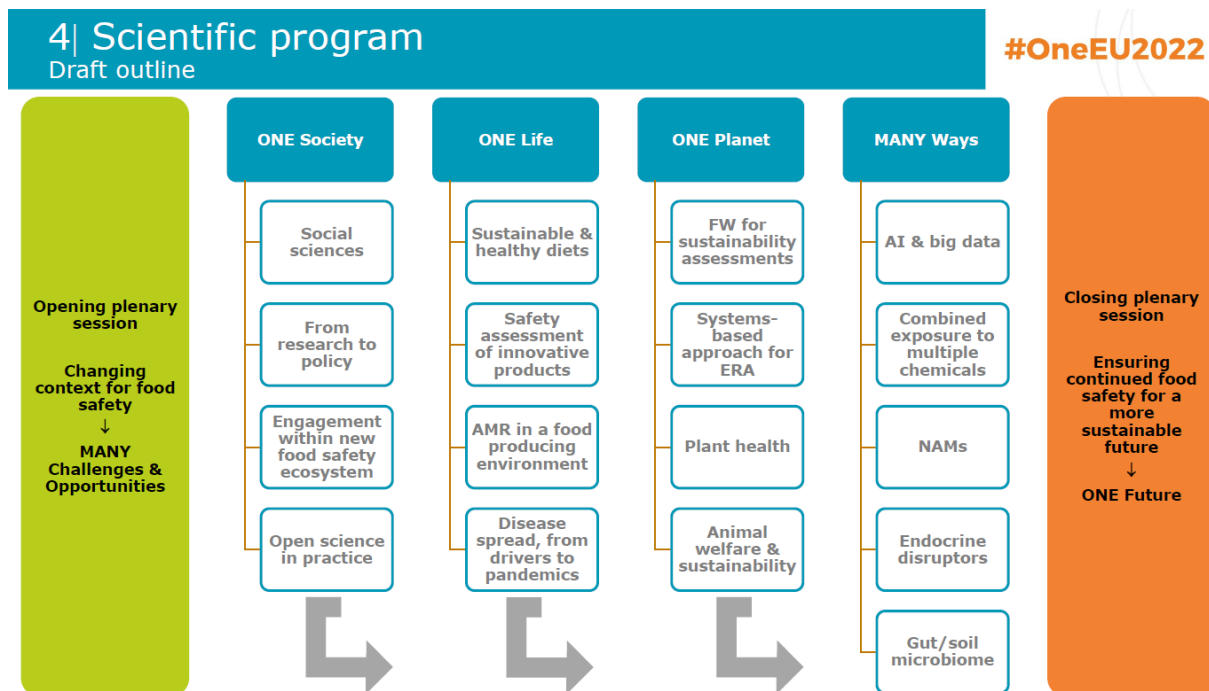 4| Scientific program
Draft outline
#OneEU2022
Opening plenary
session
Changing
context for food
safety
↓
MANY
Challenges &
Opportunities
ONE Society
Social
sciences
From
research to
policy
Engagement
within new
food safety
ecosystem
Open science
in practice
ONE Life
Sustainable &
healthy diets
Safety
assessment
of innovative
products
AMR in a food
producing
environment
Disease
spread, from
drivers to
pandemics
ONE Planet
FW for
sustainability
assessments
Systems-
based
approach for
ERA
Plant health
Animal
welfare &
sustainability
MANY Ways
AI & big data
Combined
exposure to
multiple
chemicals
NAMs
Endocrine
disruptors
Gut/soil
microbiome
Closing plenary
session
Ensuring
continued food
safety for a
more
sustainable
future
↓
ONE Future